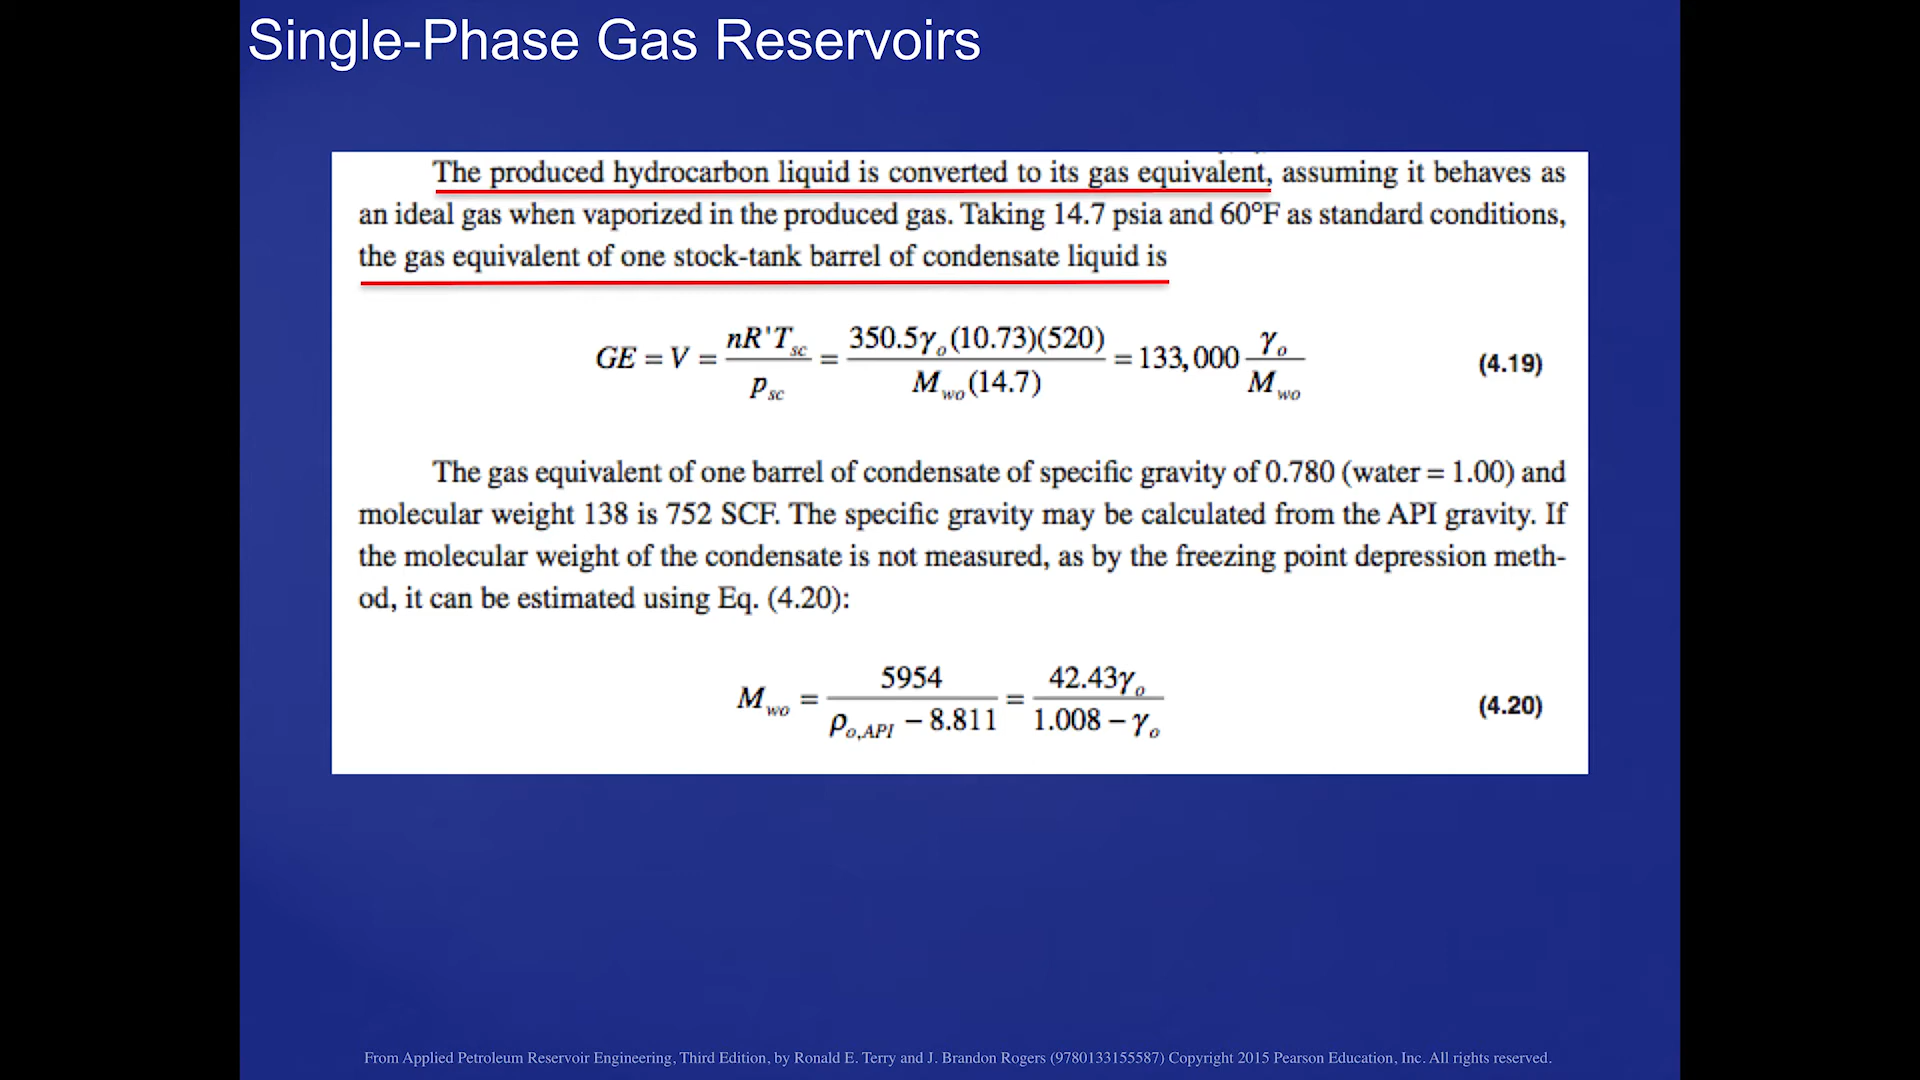 Single-Phase Gas Reservoirs
The produced hydrocarbon liquid is converted to its gas equivalent, assuming it behaves as
an ideal gas when vaporized in the produced gas. Taking 14.7 psia and 60°F as standard conditions,
the gas equivalent of one stock-tank barrel of condensate liquid is
GE = V = nR'T_sc / p_sc = 350.5γ_o(10.73)(520) / M_wo(14.7) = 133,000 γ_o / M_wo (4.19)
The gas equivalent of one barrel of condensate of specific gravity of 0.780 (water = 1.00) and
molecular weight 138 is 752 SCF. The specific gravity may be calculated from the API gravity. If
the molecular weight of the condensate is not measured, as by the freezing point depression meth-
od, it can be estimated using Eq. (4.20):
M_wo = 5954 / ρ_o,API − 8.811 = 42.43γ_o / 1.008 − γ_o (4.20)
From Applied Petroleum Reservoir Engineering, Third Edition, by Ronald E. Terry and J. Brandon Rogers (9780133155587) Copyright 2015 Pearson Education, Inc. All rights reserved.